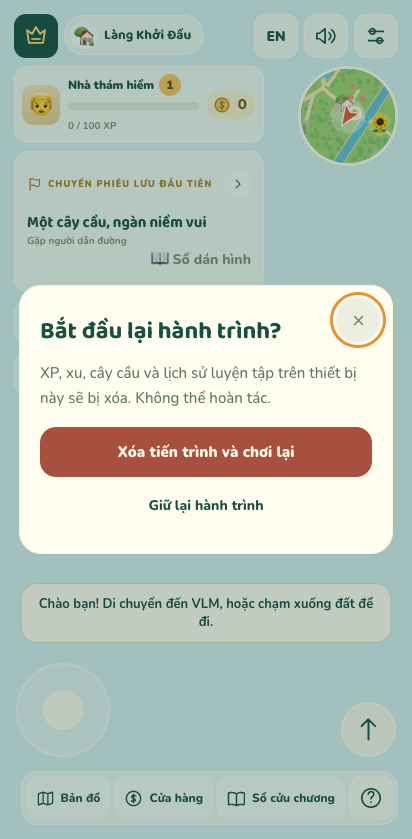 Làng Khởi Đầu
EN
Nhà thám hiểm 1
0
0 / 100 XP
CHUYẾN PHIÊU LƯU ĐẦU TIÊN
Một cây cầu, ngàn niềm vui
Gặp người dẫn đường
Sổ dán hình
Bắt đầu lại hành trình?
XP, xu, cây cầu và lịch sử luyện tập trên thiết bị
này sẽ bị xóa. Không thể hoàn tác.
Xóa tiến trình và chơi lại
Giữ lại hành trình
Chào bạn! Di chuyển đến VLM, hoặc chạm xuống đất để
đi.
Bản đồ
Cửa hàng
Sổ cửu chương